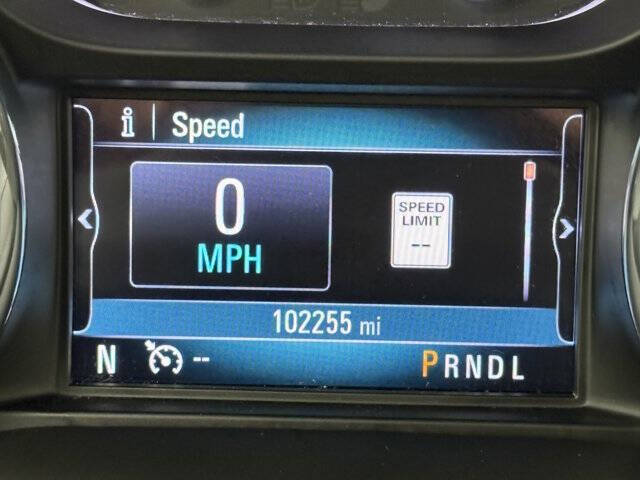 i | Speed
0
MPH
SPEED
LIMIT
--
102255 mi
N -- PRNDL